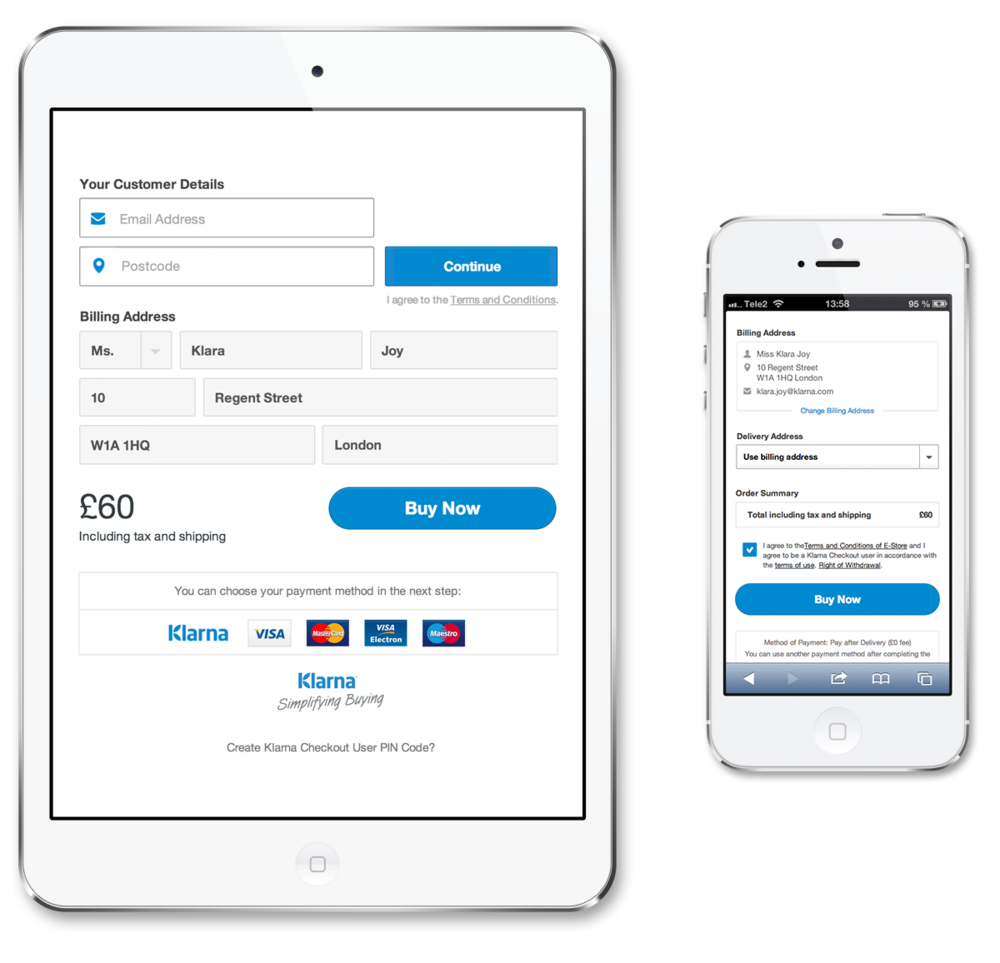 Your Customer Details
Email Address
Postcode
Continue
I agree to the Terms and Conditions.
Billing Address
Ms.
Klara
Joy
10
Regent Street
W1A 1HQ
London
£60
Buy Now
Including tax and shipping
You can choose your payment method in the next step:
Klarna
VISA
MasterCard
VISA
Electron
Maestro
Klarna
Simplifying Buying
Create Klarna Checkout User PIN Code?
Tele2
13:58
95 %
Billing Address
Miss Klara Joy
10 Regent Street
W1A 1HQ London
klara.joy@klarna.com
Change Billing Address
Delivery Address
Use billing address
Order Summary
Total including tax and shipping
£60
I agree to the Terms and Conditions of E-Store and I
agree to be a Klarna Checkout user in accordance with
the terms of use. Right of Withdrawal.
Buy Now
Method of Payment: Pay after Delivery (£0 fee)
You can use another payment method after completing the